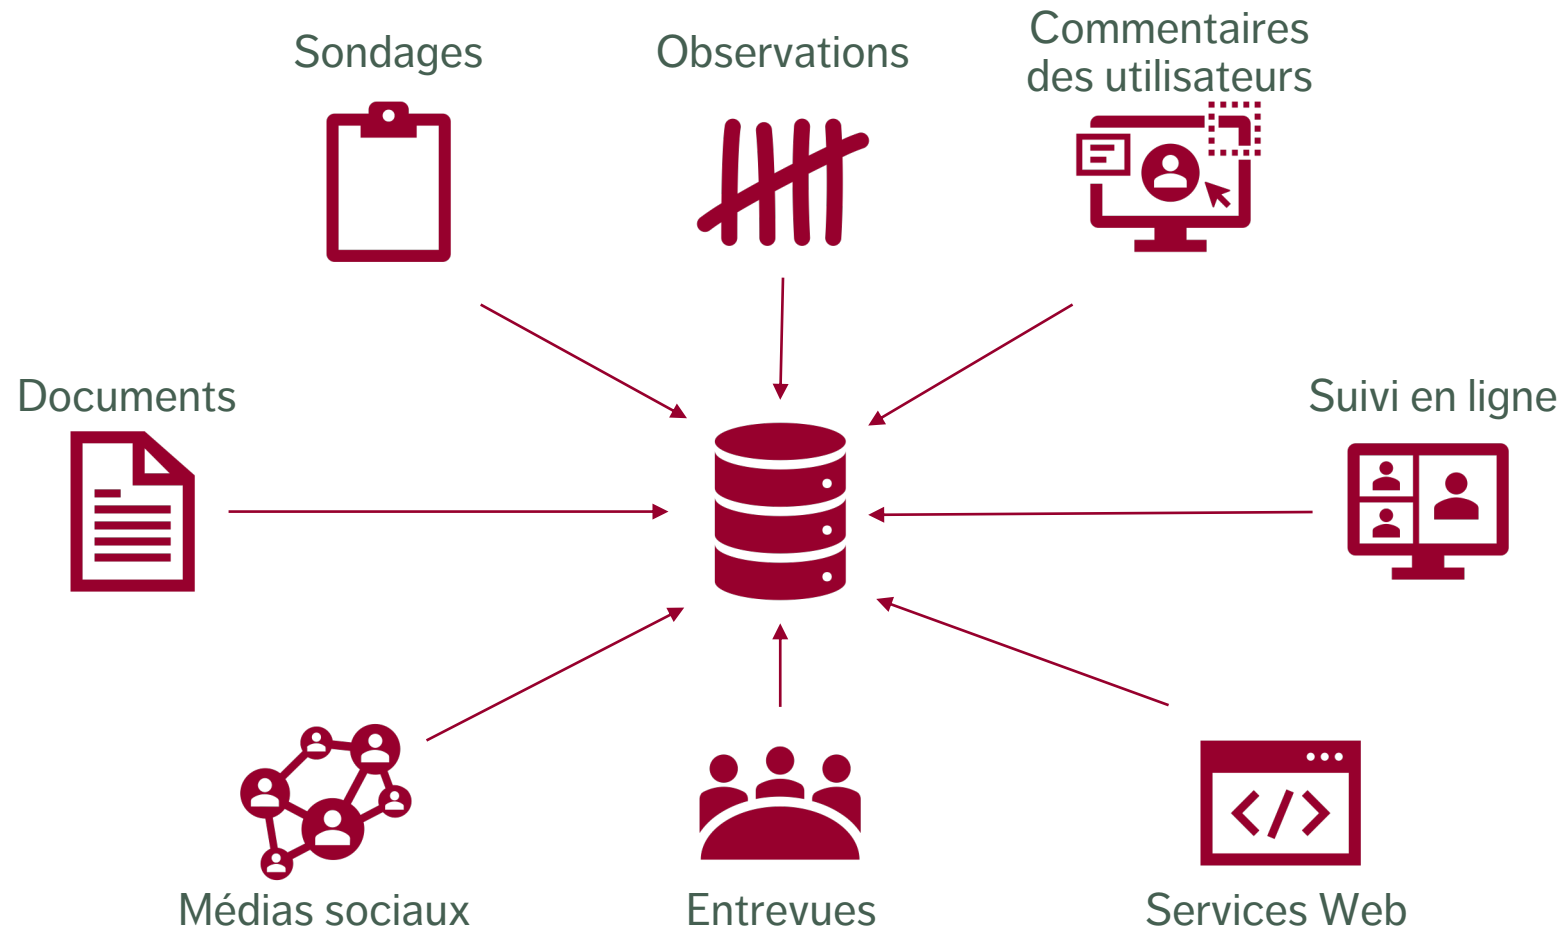 Sondages
Observations
Commentaires
des utilisateurs
Documents
Suivi en ligne
Médias sociaux
Entrevues
Services Web